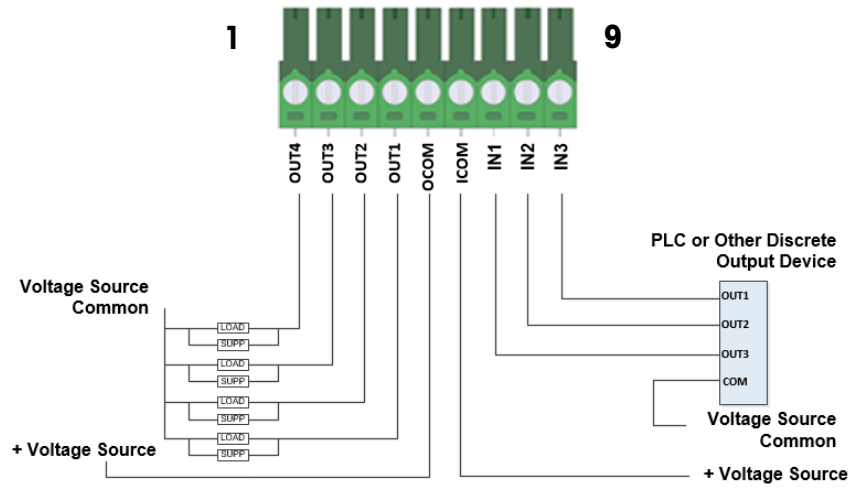 1
9
OUT4
OUT3
OUT2
OUT1
OCOM
ICOM
IN1
IN2
IN3
PLC or Other Discrete
Output Device
OUT1
OUT2
OUT3
COM
Voltage Source
Common
+ Voltage Source
Voltage Source
Common
LOAD
SUPP
LOAD
SUPP
LOAD
SUPP
LOAD
SUPP
+ Voltage Source